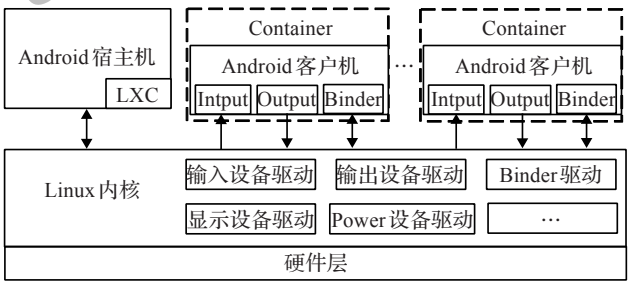 Container
Container
Android宿主机
Android客户机
…
Android客户机
LXC
Intput
Output
Binder
Intput
Output
Binder
Linux内核
输入设备驱动
输出设备驱动
Binder驱动
显示设备驱动
Power设备驱动
…
硬件层